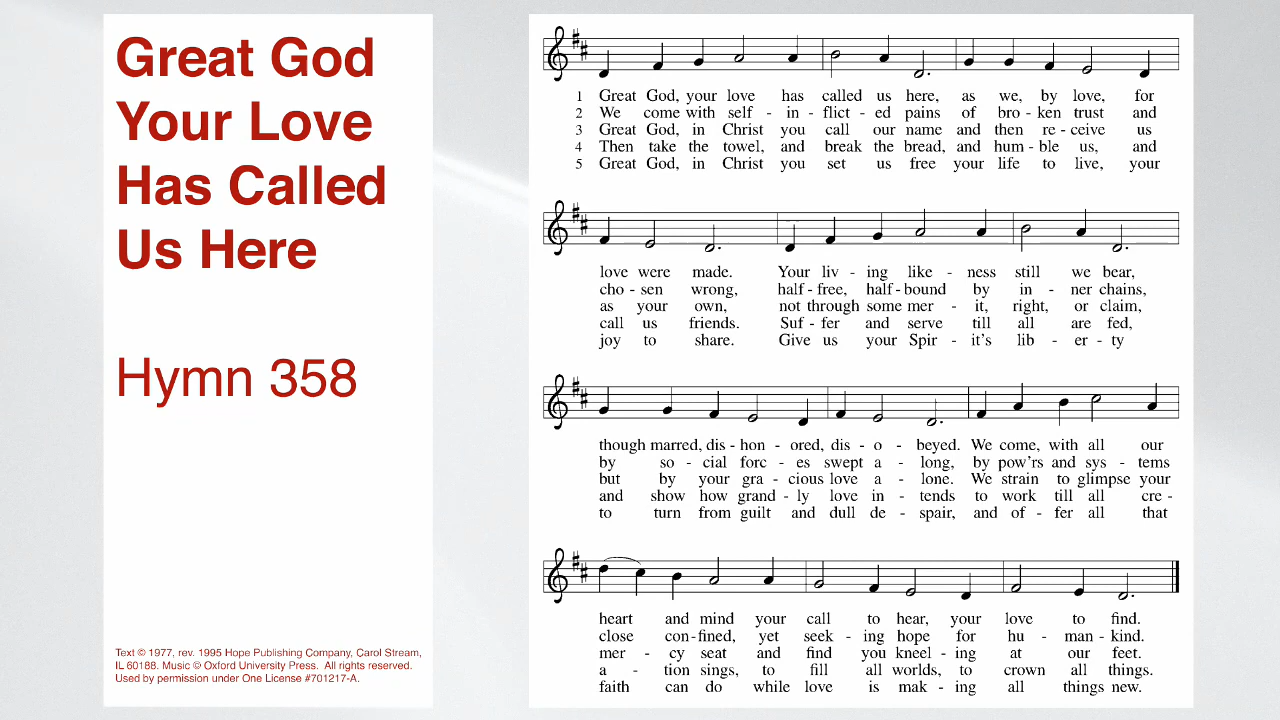 Great God
Your Love
Has Called
Us Here
Hymn 358
Text © 1977, rev. 1995 Hope Publishing Company, Carol Stream,
IL 60188. Music © Oxford University Press. All rights reserved.
Used by permission under One License #701217-A.
1 Great God, your love has called us here, as we, by love, for
2 We come with self - in - flict - ed pains of bro - ken trust and
3 Great God, in Christ you call our name and then re - ceive us
4 Then take the towel, and break the bread, and hum - ble us, and
5 Great God, in Christ you set us free your life to live, your
love were made. Your liv - ing like - ness still we bear,
cho - sen wrong, half - free, half - bound by in - ner chains,
as your own, not through some mer - it, right, or claim,
call us friends. Suf - fer and serve till all are fed,
joy to share. Give us your Spir - it's lib - er - ty
though marred, dis - hon - ored, dis - o - beyed. We come, with all our
by so - cial forc - es swept a - long, by pow'rs and sys - tems
but by your gra - cious love a - lone. We strain to glimpse your
and show how grand - ly love in - tends to work till all cre -
to turn from guilt and dull de - spair, and of - fer all that
heart and mind your call to hear, your love to find.
close con - fined, yet seek - ing hope for hu - man - kind.
mer - cy seat and find you kneel - ing at our feet.
a - tion sings, to fill all worlds, to crown all things.
faith can do while love is mak - ing all things new.